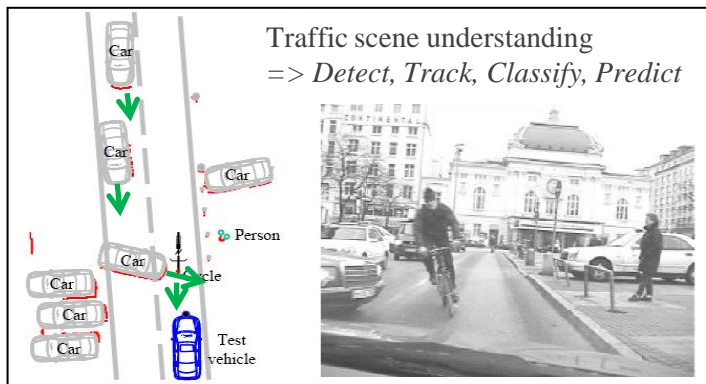 Traffic scene understanding
=> Detect, Track, Classify, Predict
Car
Car
Car
Person
Car
Car
Car
Car
Test
vehicle
CONTINENTAL